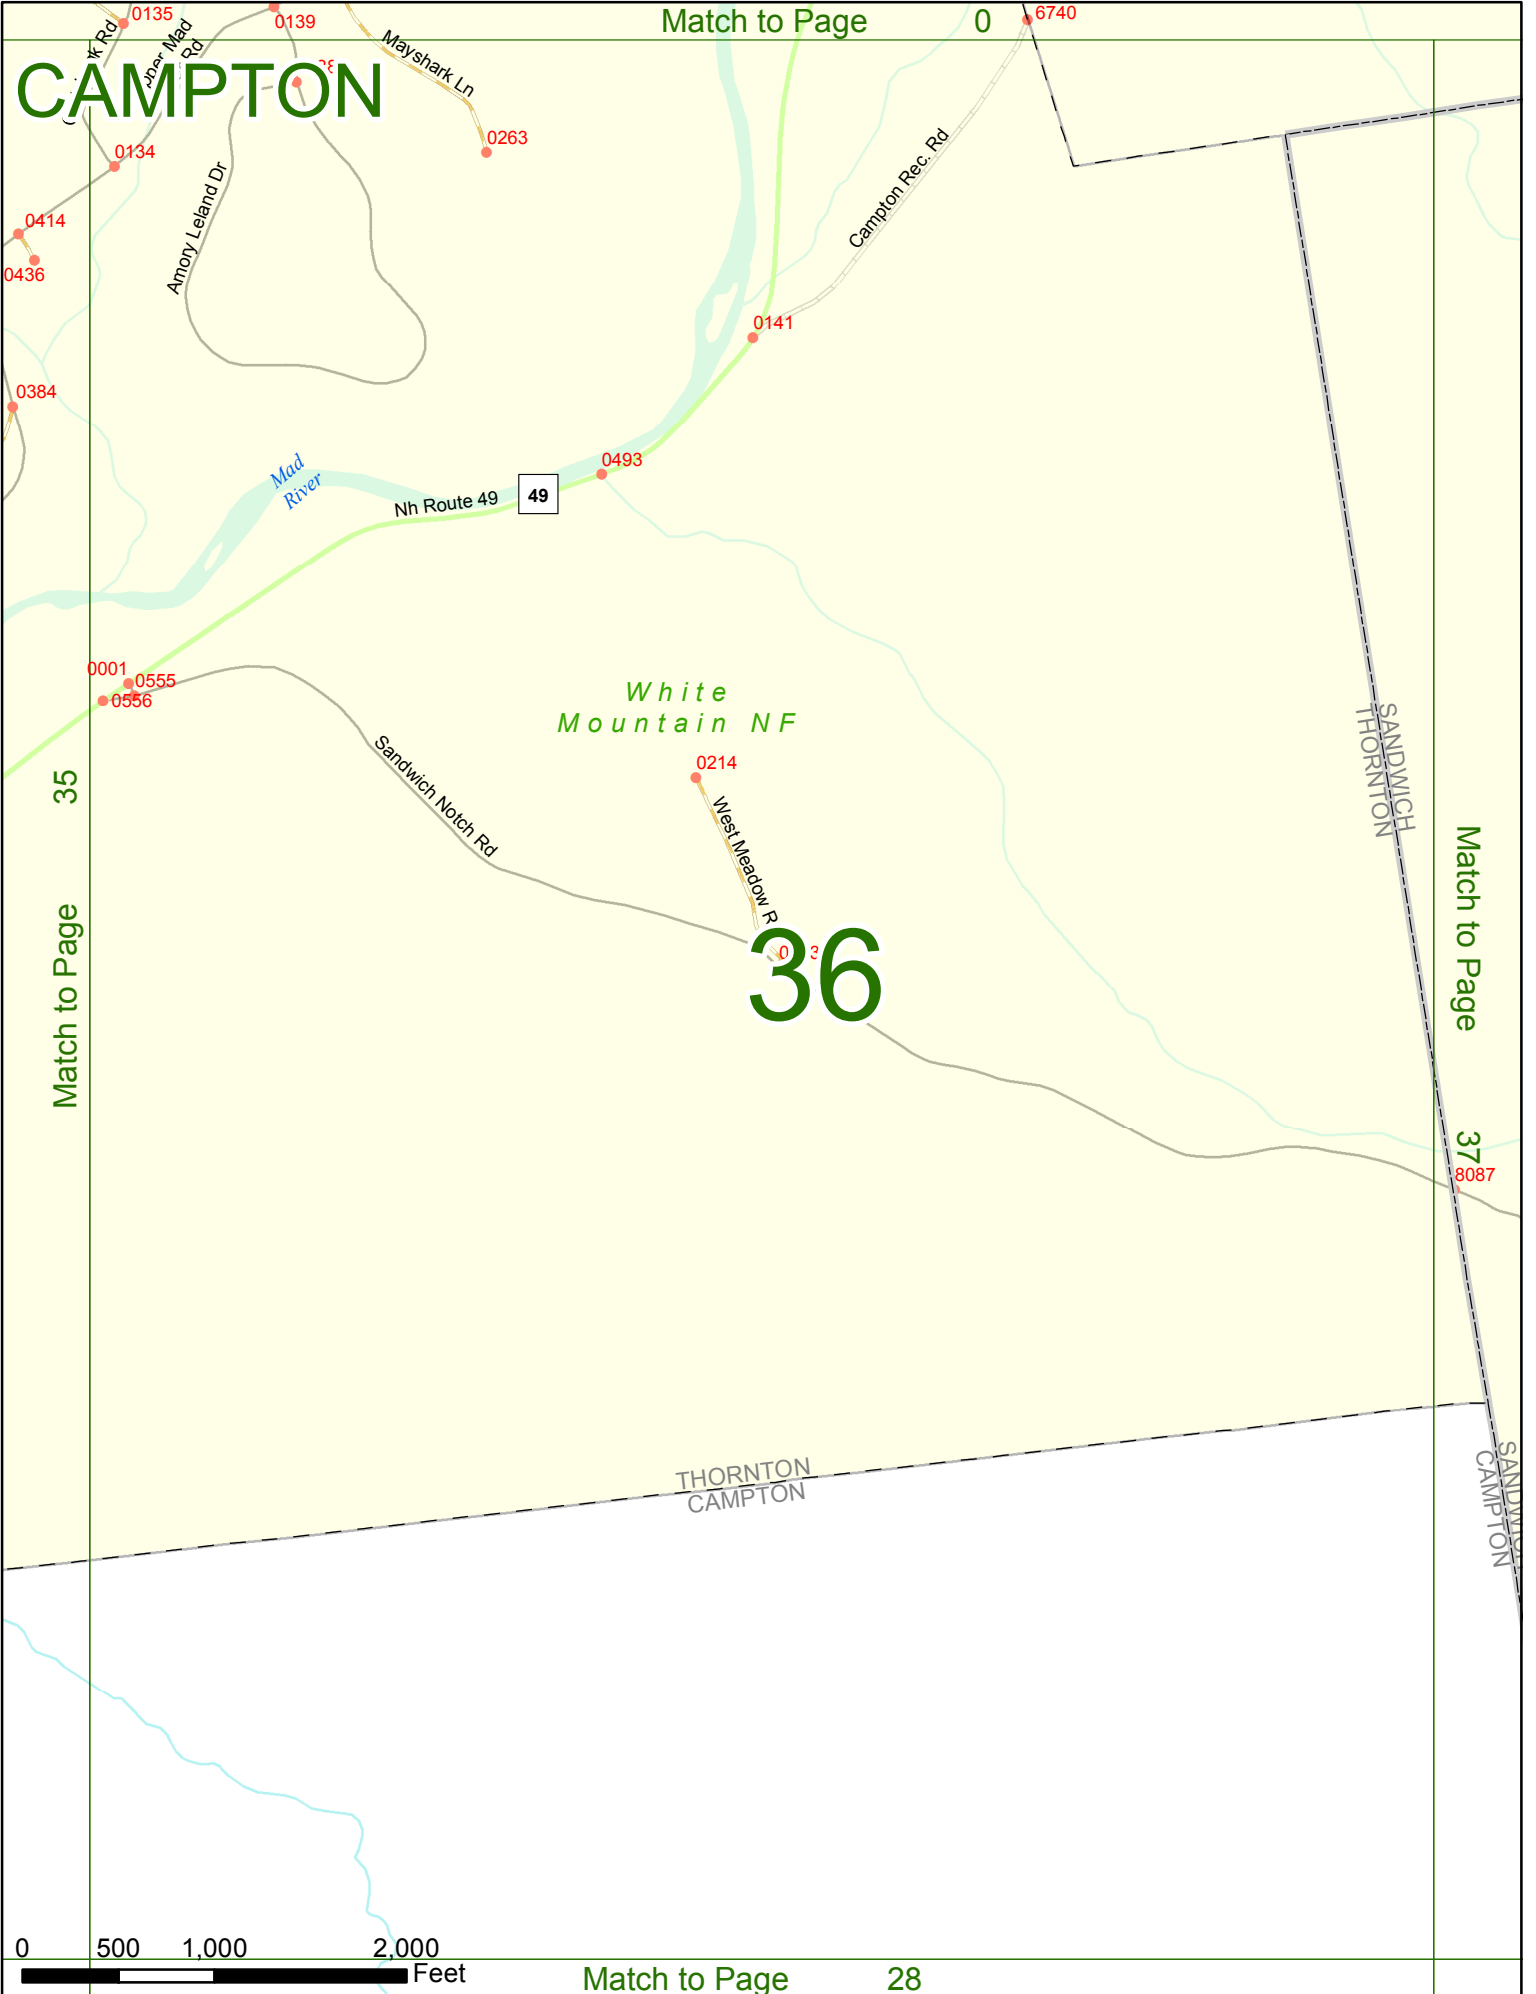 Match to Page 0
6740
0135
0139
Mayshark Ln
CAMPTON
0263
0134
Amory Leland Dr
Campton Rec. Rd
0414
0436
0141
0384
0493
Mad
River
Nh Route 49
49
0001
0555
0556
White
Mountain NF
Sandwich Notch Rd
0214
West Meadow R
36
SANDWICH
THORNTON
Match to Page 35
Match to Page 37
8087
THORNTON
CAMPTON
SANDWICH
CAMPTON
0 500 1,000 2,000
Feet
Match to Page 28